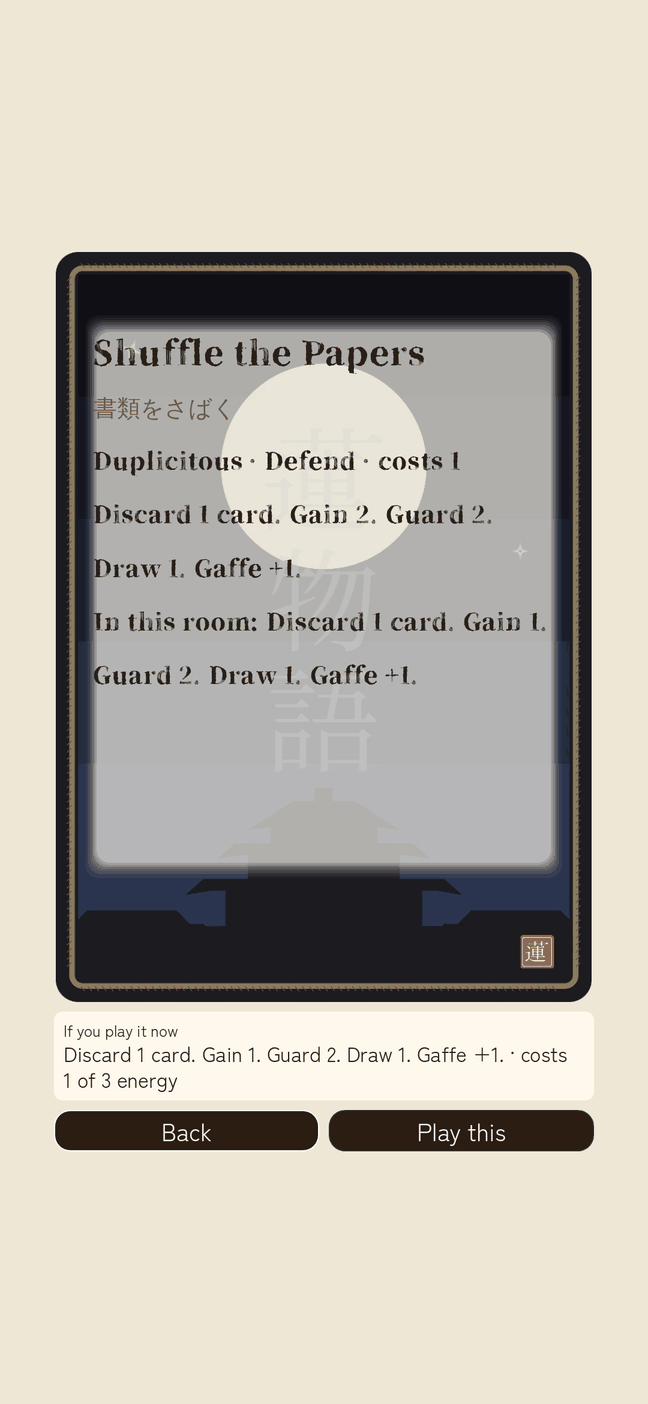 Shuffle the Papers
書類をさばく
Duplicitous · Defend · costs 1
Discard 1 card. Gain 2. Guard 2.
Draw 1. Gaffe +1.
In this room: Discard 1 card. Gain 1.
Guard 2. Draw 1. Gaffe +1.
蓮
物
語
蓮
If you play it now
Discard 1 card. Gain 1. Guard 2. Draw 1. Gaffe +1. · costs
1 of 3 energy
Back
Play this